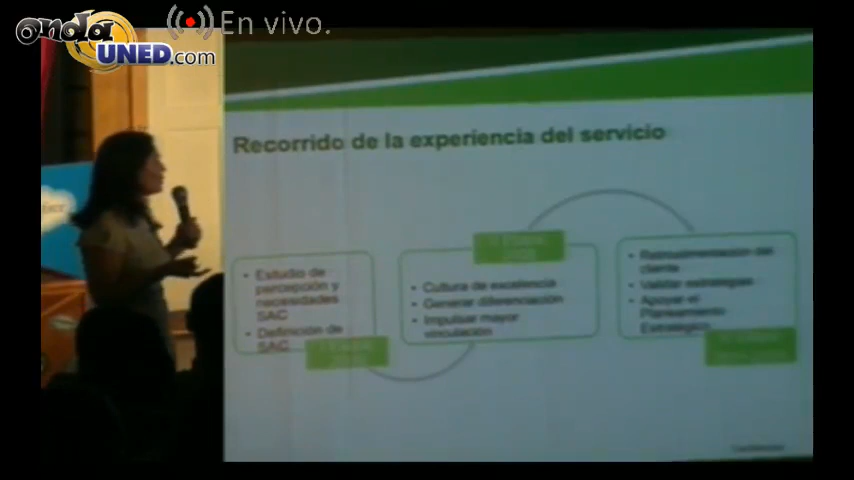 onda
UNED.com
En vivo.
Recorrido de la experiencia del servicio
• Estudio de
percepción y
necesidades
SAC
• Definición de
SAC
• Cultura de excelencia
• Generar diferenciación
• Impulsar mayor
vinculación
• Retroalimentación del
cliente
• Validar estrategias
• Apoyar el
Planeamiento
Estratégico